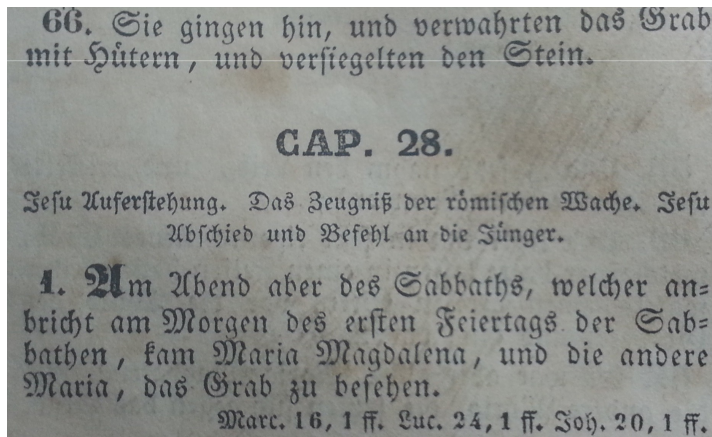 66. Sie gingen hin, und verwahrten das Grab
mit Hütern, und versiegelten den Stein.
CAP. 28.
Jesu Auferstehung. Das Zeugniß der römischen Wache. Jesu
Abschied und Befehl an die Jünger.
1. Am Abend aber des Sabbaths, welcher an=
bricht am Morgen des ersten Feiertags der Sab=
bathen, kam Maria Magdalena, und die andere
Maria, das Grab zu besehen.
Marc. 16, 1 ff. Luc. 24, 1 ff. Joh. 20, 1 ff.